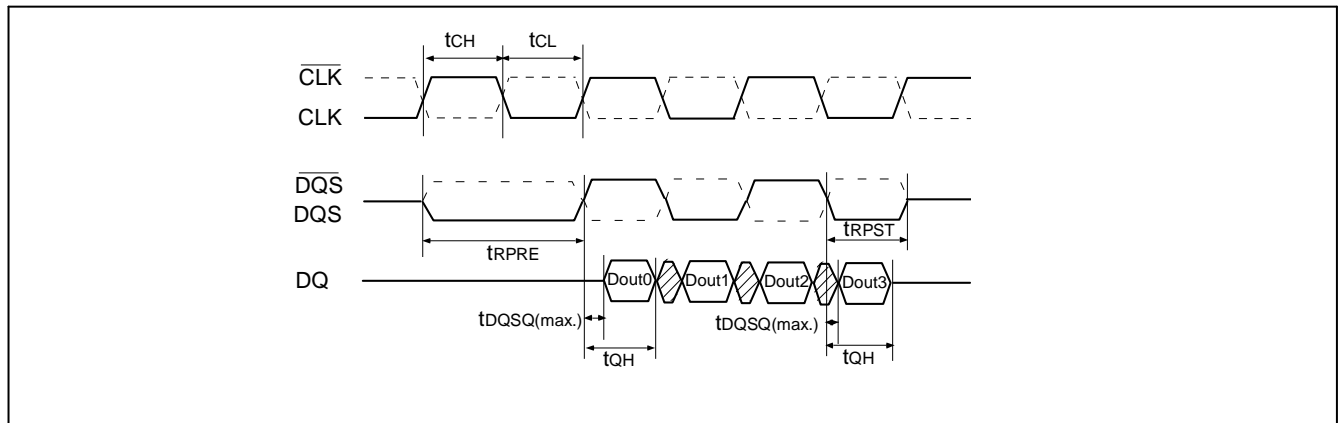 tCH tCL
CLK
CLK
DQS
DQS
tRPRE
tRPST
DQ
Dout0 Dout1 Dout2 Dout3
tDQSQ(max.) tDQSQ(max.)
tQH tQH